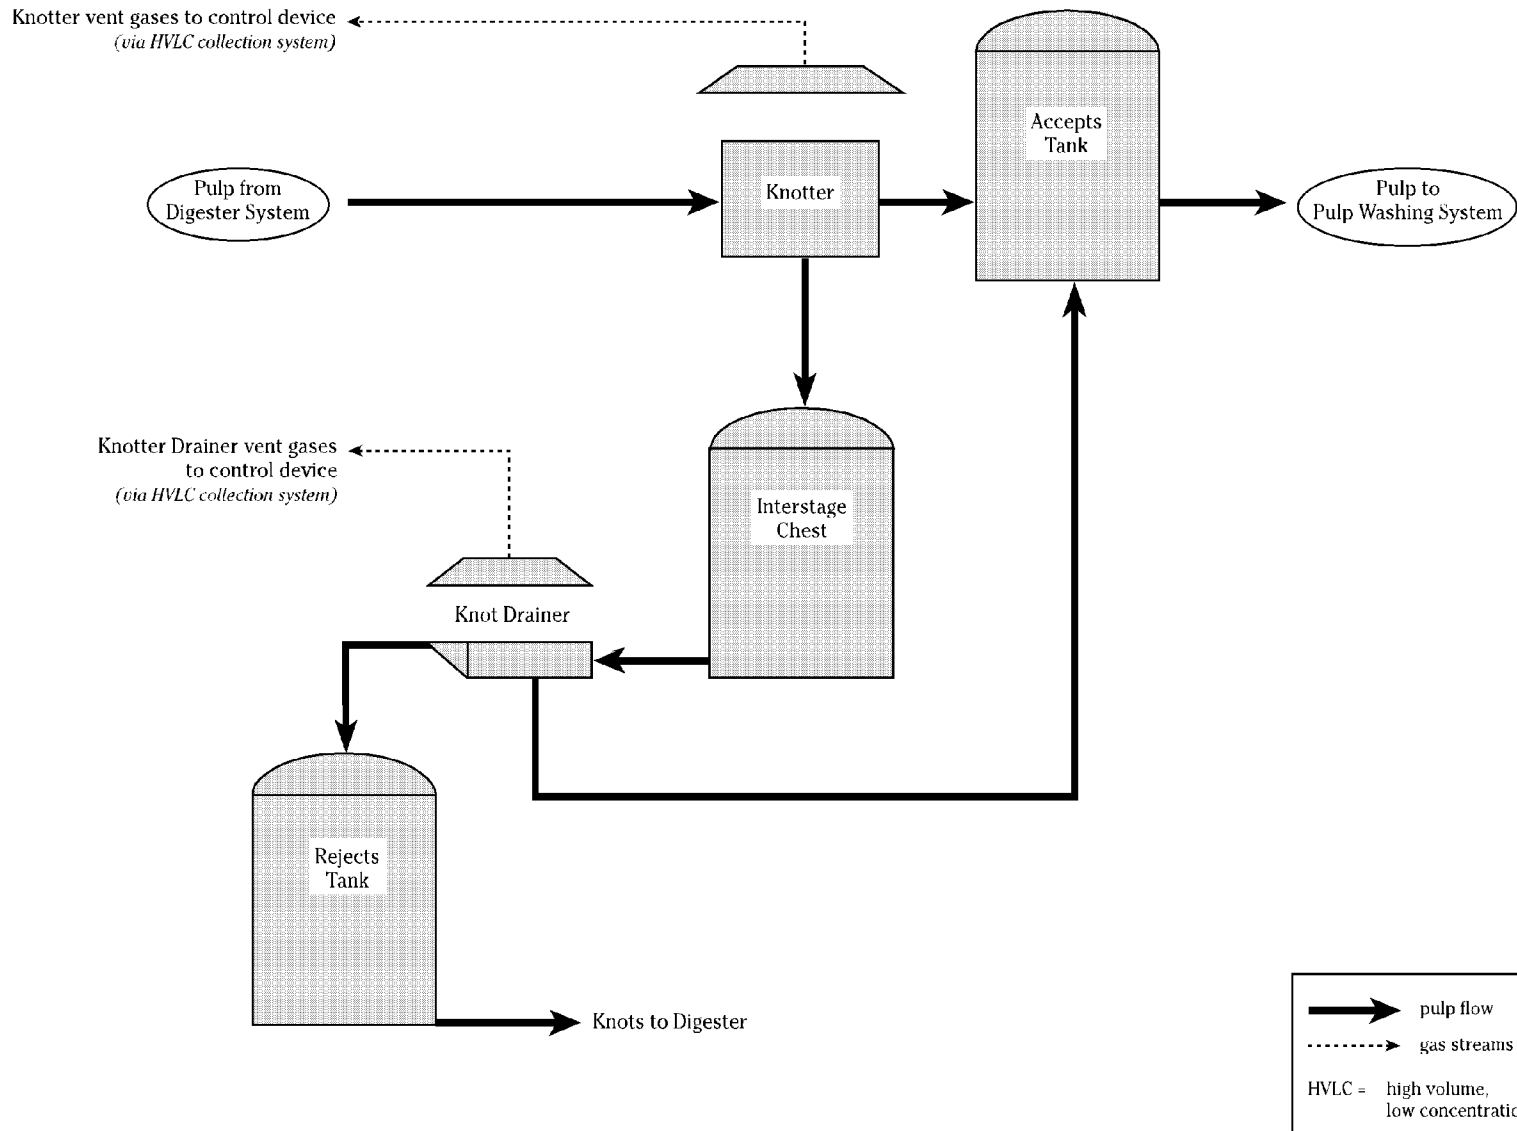 Knotter vent gases to control device
(via HVLC collection system)
Accepts
Tank
Pulp from
Digester System
Knotter
Pulp to
Pulp Washing System
Knotter Drainer vent gases
to control device
(via HVLC collection system)
Interstage
Chest
Knot Drainer
Rejects
Tank
Knots to Digester
pulp flow
gas streams
HVLC = high volume,
low concentratio